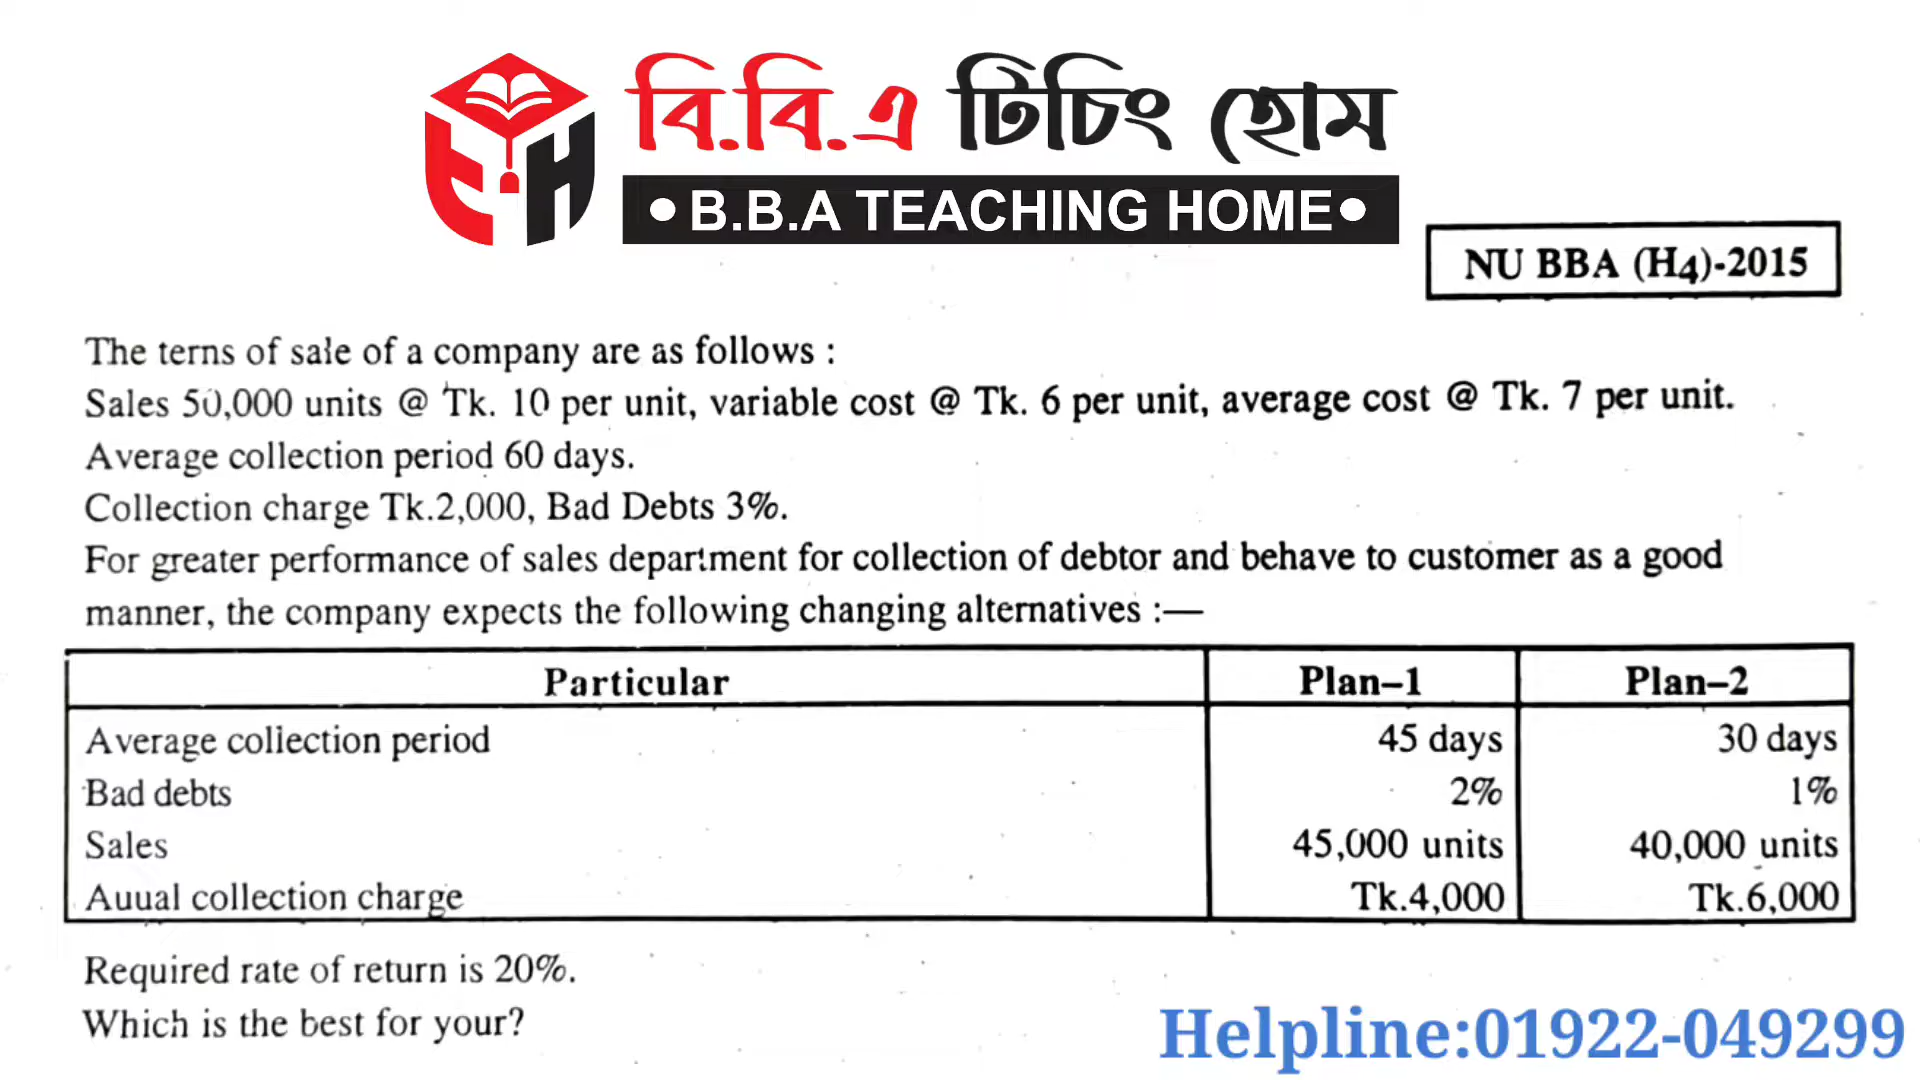 বি.বি.এ টিচিং হোম
• B.B.A TEACHING HOME •
NU BBA (H4)-2015
The terns of sale of a company are as follows :
Sales 50,000 units @ Tk. 10 per unit, variable cost @ Tk. 6 per unit, average cost @ Tk. 7 per unit.
Average collection period 60 days.
Collection charge Tk.2,000, Bad Debts 3%.
For greater performance of sales department for collection of debtor and behave to customer as a good
manner, the company expects the following changing alternatives :—
Particular Plan–1 Plan–2
Average collection period 45 days 30 days
Bad debts 2% 1%
Sales 45,000 units 40,000 units
Auual collection charge Tk.4,000 Tk.6,000
Required rate of return is 20%.
Which is the best for your?
Helpline:01922-049299